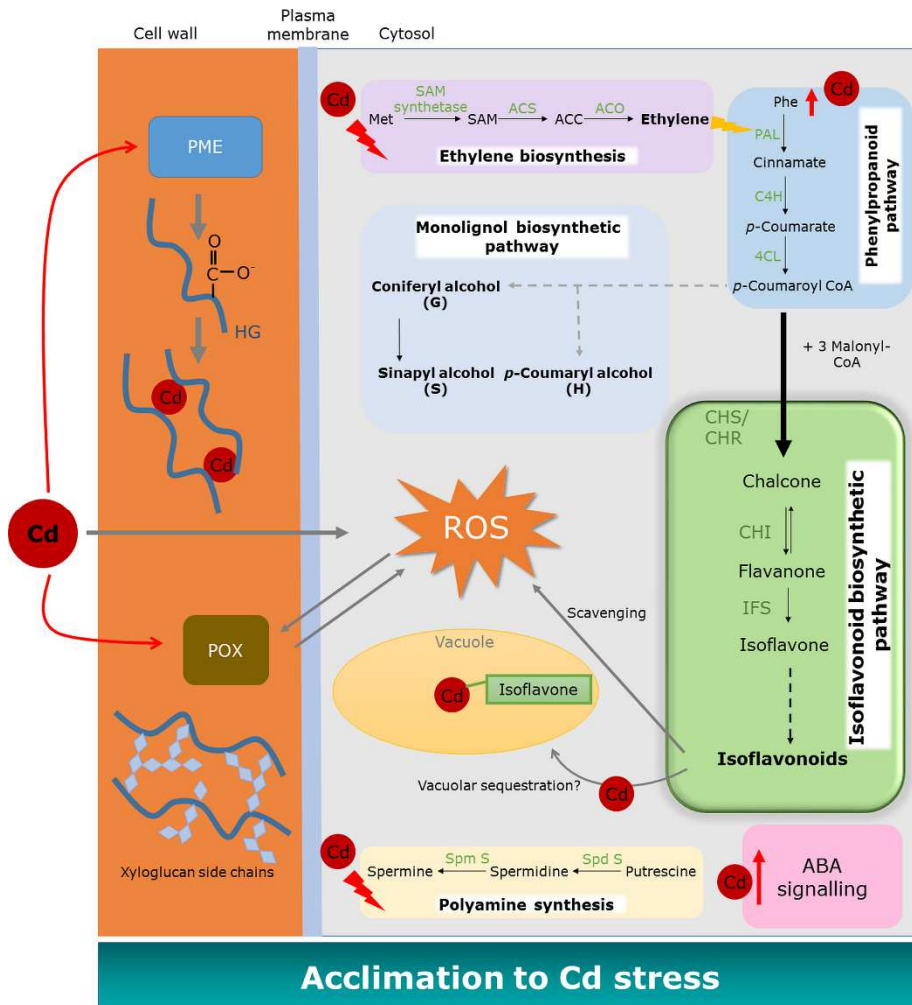 Cell wall
Plasma
membrane
Cytosol
Cd
SAM
synthetase
ACS
ACO
Met
SAM
ACC
Ethylene
Ethylene biosynthesis
Cd
Phe
PAL
Cinnamate
C4H
p-Coumarate
4CL
p-Coumaroyl CoA
Phenylpropanoid
pathway
PME
O
C
O-
HG
Cd
Cd
Monolignol biosynthetic
pathway
Coniferyl alcohol
(G)
Sinapyl alcohol
(S)
p-Coumaryl alcohol
(H)
+ 3 Malonyl-
CoA
CHS/
CHR
Chalcone
CHI
Flavanone
IFS
Isoflavone
Isoflavonoids
Isoflavonoid biosynthetic
pathway
Cd
ROS
Scavenging
POX
Vacuole
Cd
Isoflavone
Vacuolar sequestration?
Cd
Xyloglucan side chains
Cd
Spm S
Spd S
Spermine
Spermidine
Putrescine
Polyamine synthesis
Cd
ABA
signalling
Acclimation to Cd stress